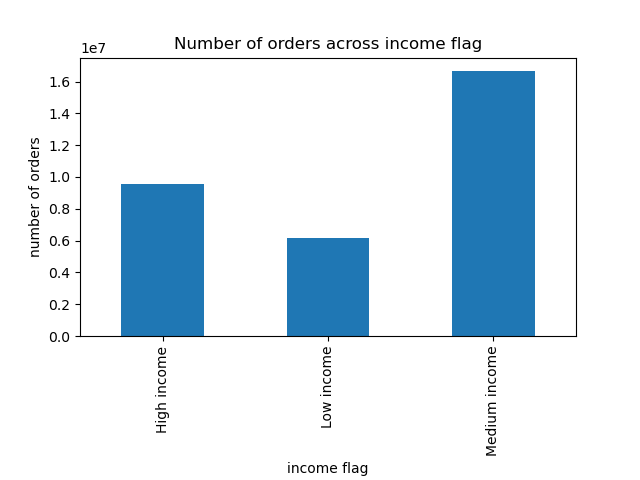 Number of orders across income flag
1e7
number of orders
1.6
1.4
1.2
1.0
0.8
0.6
0.4
0.2
0.0
High income
Low income
Medium income
income flag